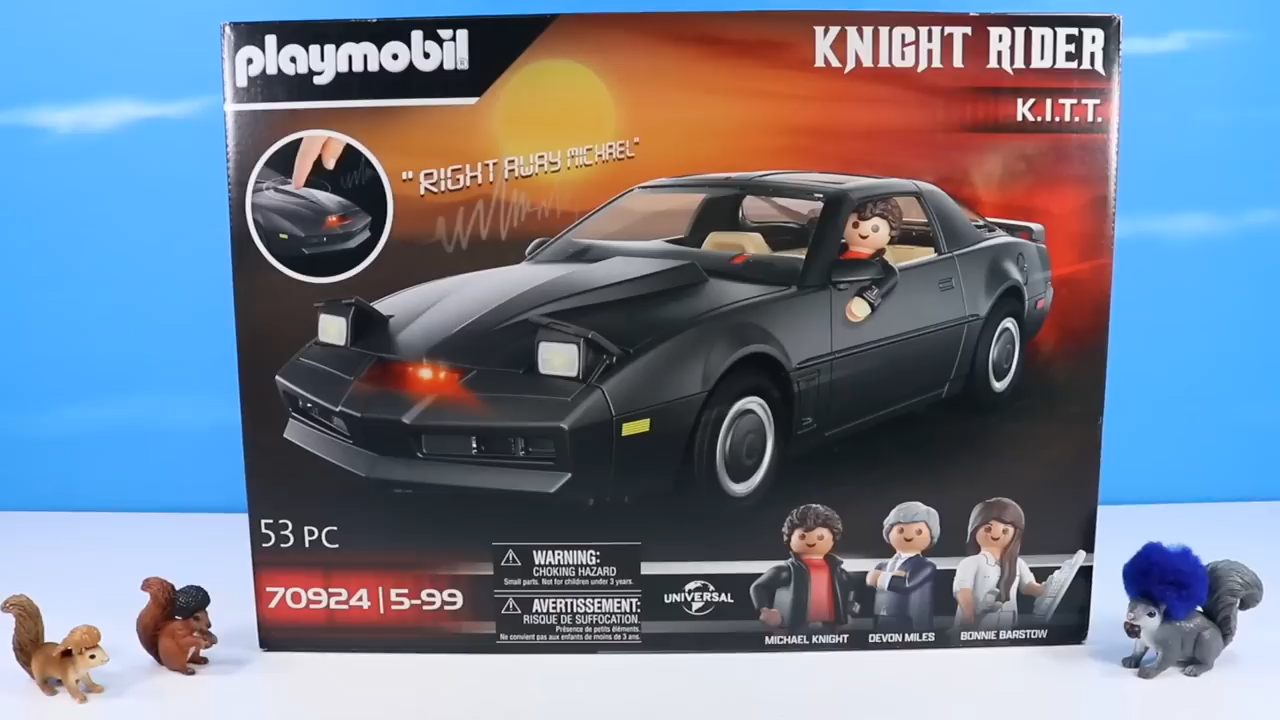 playmobil®
KNIGHT RIDER
K.I.T.T.
"RIGHT AWAY MICHAEL"
53 PC
70924 | 5-99
WARNING:
CHOKING HAZARD
Small parts. Not for children under 3 years.
AVERTISSEMENT:
RISQUE DE SUFFOCATION.
Présence de petits éléments.
Ne convient pas aux enfants de moins de 3 ans.
UNIVERSAL
MICHAEL KNIGHT
DEVON MILES
BONNIE BARSTOW